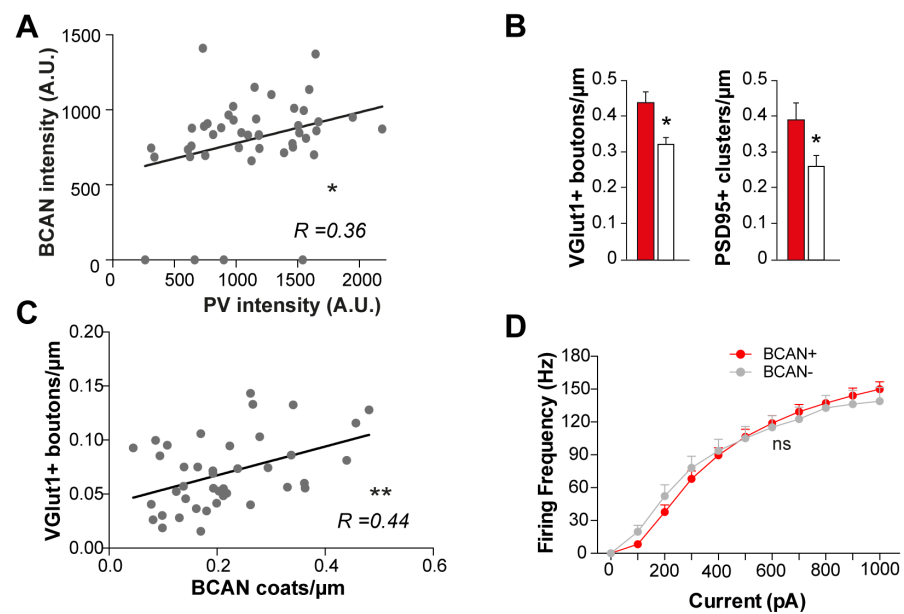 A
BCAN intensity (A.U.)
1500
1000
500
0
*
R =0.36
0 500 1000 1500 2000
PV intensity (A.U.)
B
VGlut1+ boutons/µm
0.5
0.4
0.3
0.2
0.1
0
*
PSD95+ clusters/µm
0.5
0.4
0.3
0.2
0.1
0
*
C
VGlut1+ boutons/µm
0.20
0.15
0.10
0.05
0.00
**
R =0.44
0.0 0.2 0.4 0.6
BCAN coats/µm
D
Firing Frequency (Hz)
180
150
120
90
60
30
0
BCAN+
BCAN-
ns
0 200 400 600 800 1000
Current (pA)